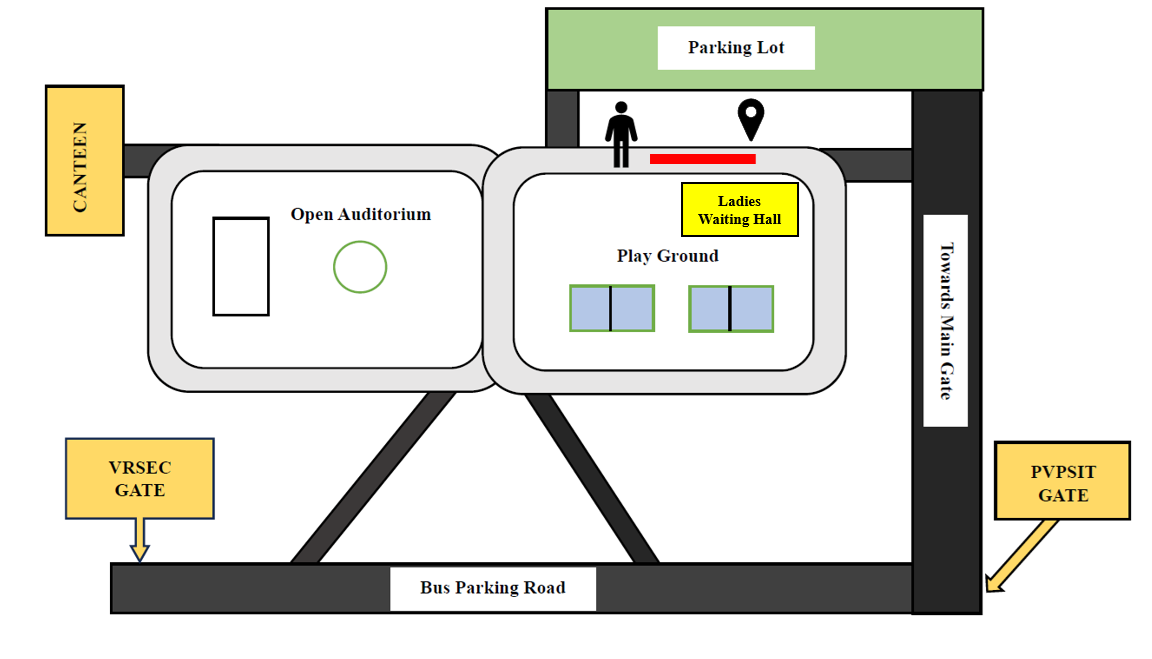 Parking Lot
CANTEEN
Open Auditorium
Ladies
Waiting Hall
Play Ground
Towards Main Gate
VRSEC
GATE
PVPSIT
GATE
Bus Parking Road